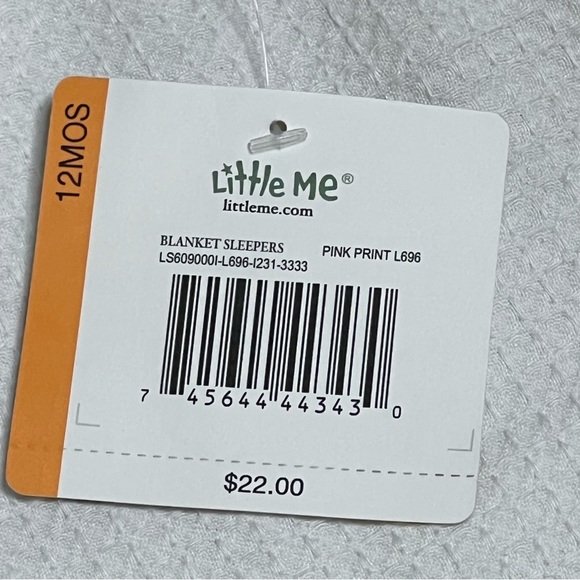 12MOS
Little Me®
littleme.com
BLANKET SLEEPERS PINK PRINT L696
LS609000I-L696-I231-3333
7 45644 44343 0
$22.00